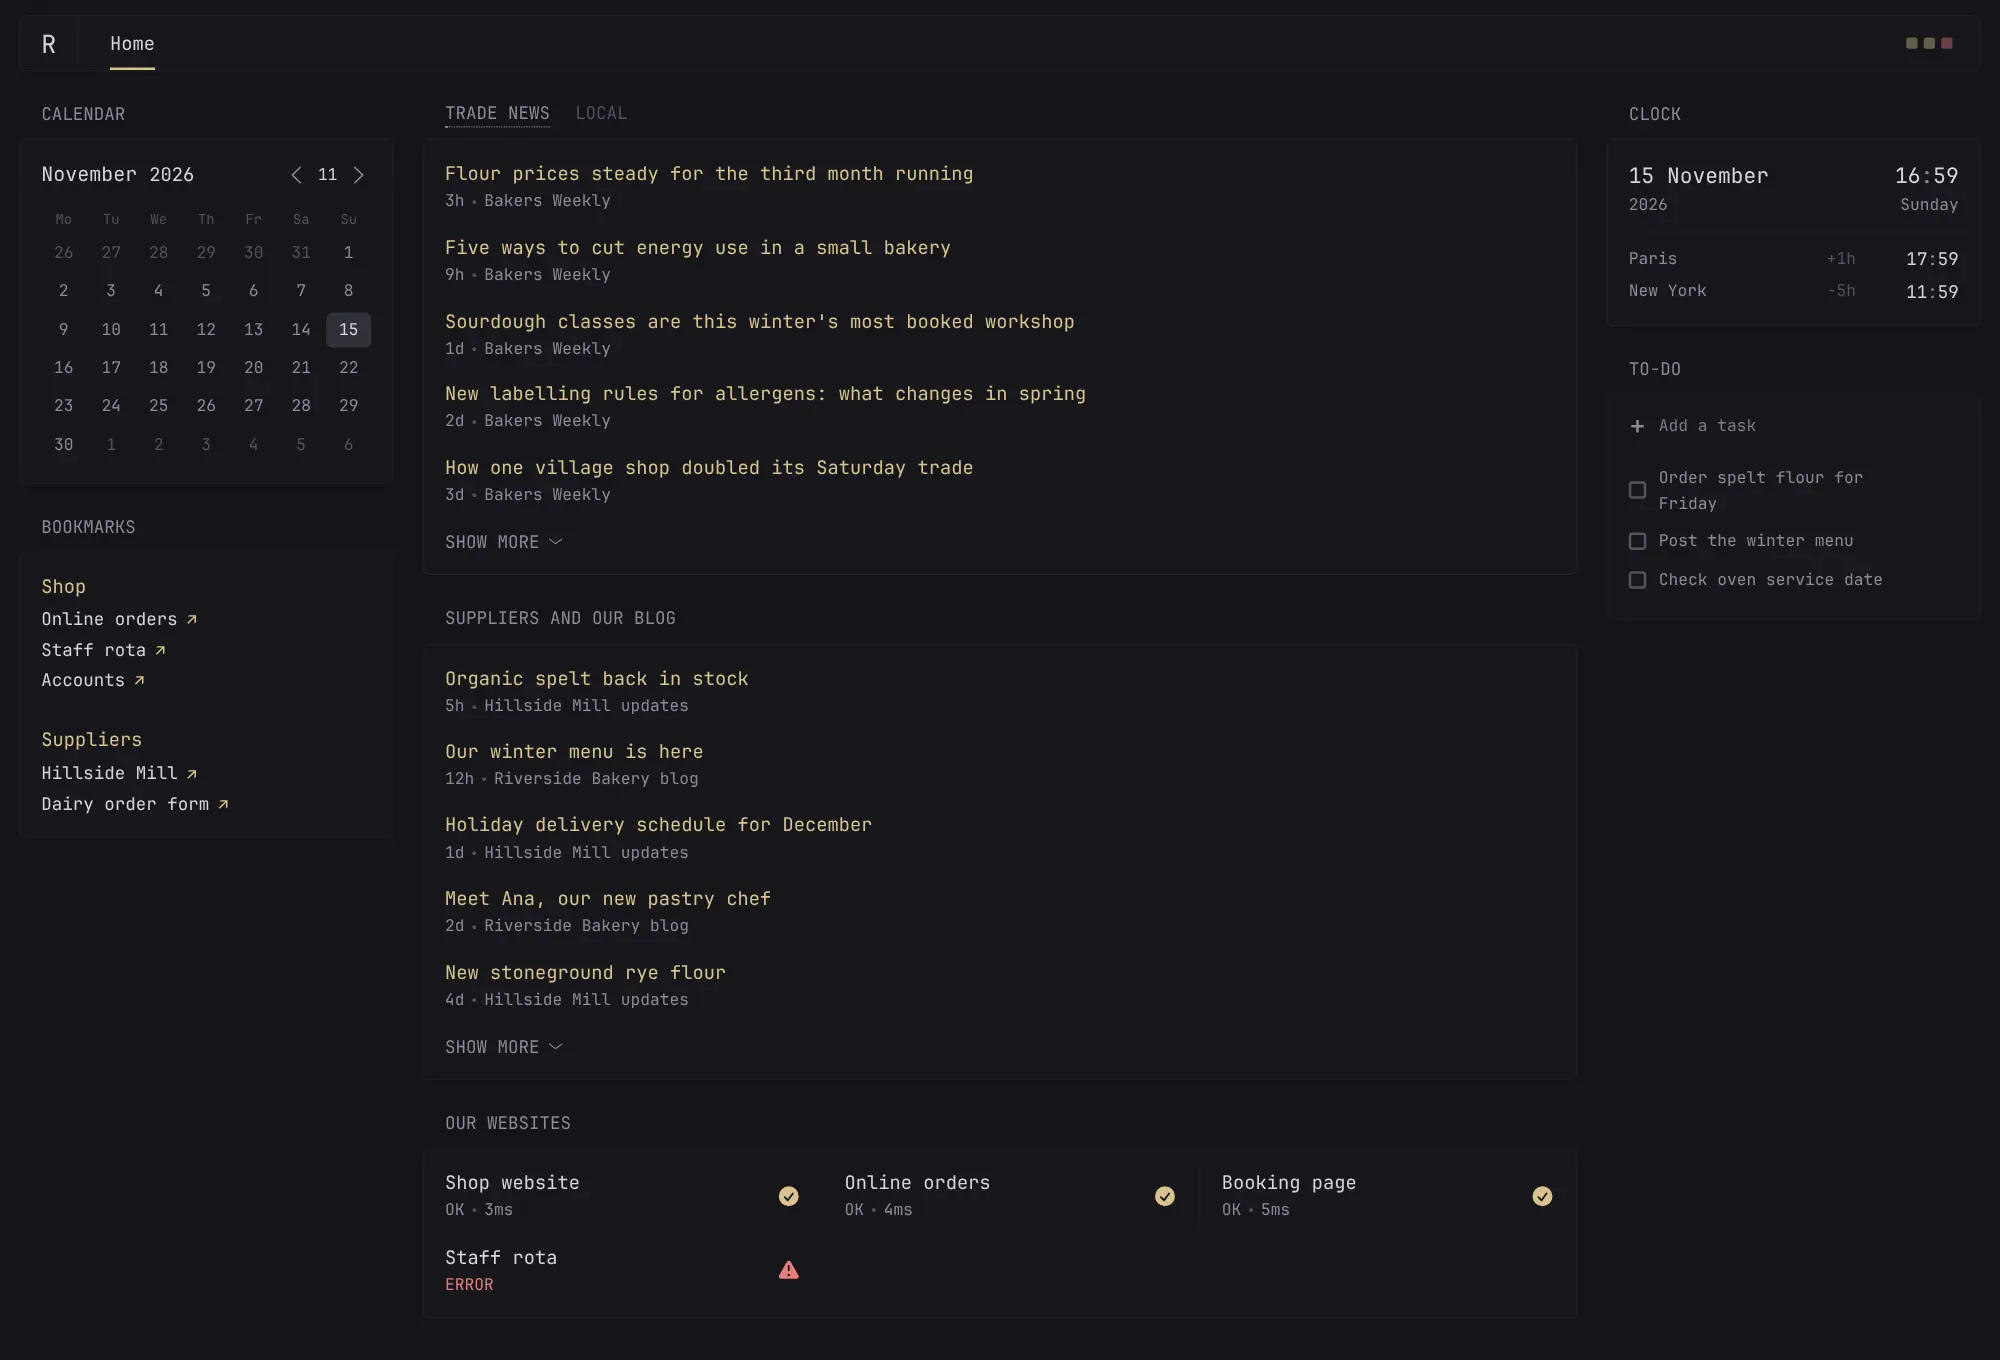 R
Home
CALENDAR
November 2026
11
Mo Tu We Th Fr Sa Su
26 27 28 29 30 31 1
2 3 4 5 6 7 8
9 10 11 12 13 14 15
16 17 18 19 20 21 22
23 24 25 26 27 28 29
30 1 2 3 4 5 6
BOOKMARKS
Shop
Online orders
Staff rota
Accounts
Suppliers
Hillside Mill
Dairy order form
TRADE NEWS LOCAL
Flour prices steady for the third month running
3h • Bakers Weekly
Five ways to cut energy use in a small bakery
9h • Bakers Weekly
Sourdough classes are this winter's most booked workshop
1d • Bakers Weekly
New labelling rules for allergens: what changes in spring
2d • Bakers Weekly
How one village shop doubled its Saturday trade
3d • Bakers Weekly
SHOW MORE
SUPPLIERS AND OUR BLOG
Organic spelt back in stock
5h • Hillside Mill updates
Our winter menu is here
12h • Riverside Bakery blog
Holiday delivery schedule for December
1d • Hillside Mill updates
Meet Ana, our new pastry chef
2d • Riverside Bakery blog
New stoneground rye flour
4d • Hillside Mill updates
SHOW MORE
OUR WEBSITES
Shop website
OK • 3ms
Online orders
OK • 4ms
Booking page
OK • 5ms
Staff rota
ERROR
CLOCK
15 November 16:59
2026 Sunday
Paris +1h 17:59
New York -5h 11:59
TO-DO
+ Add a task
Order spelt flour for
Friday
Post the winter menu
Check oven service date